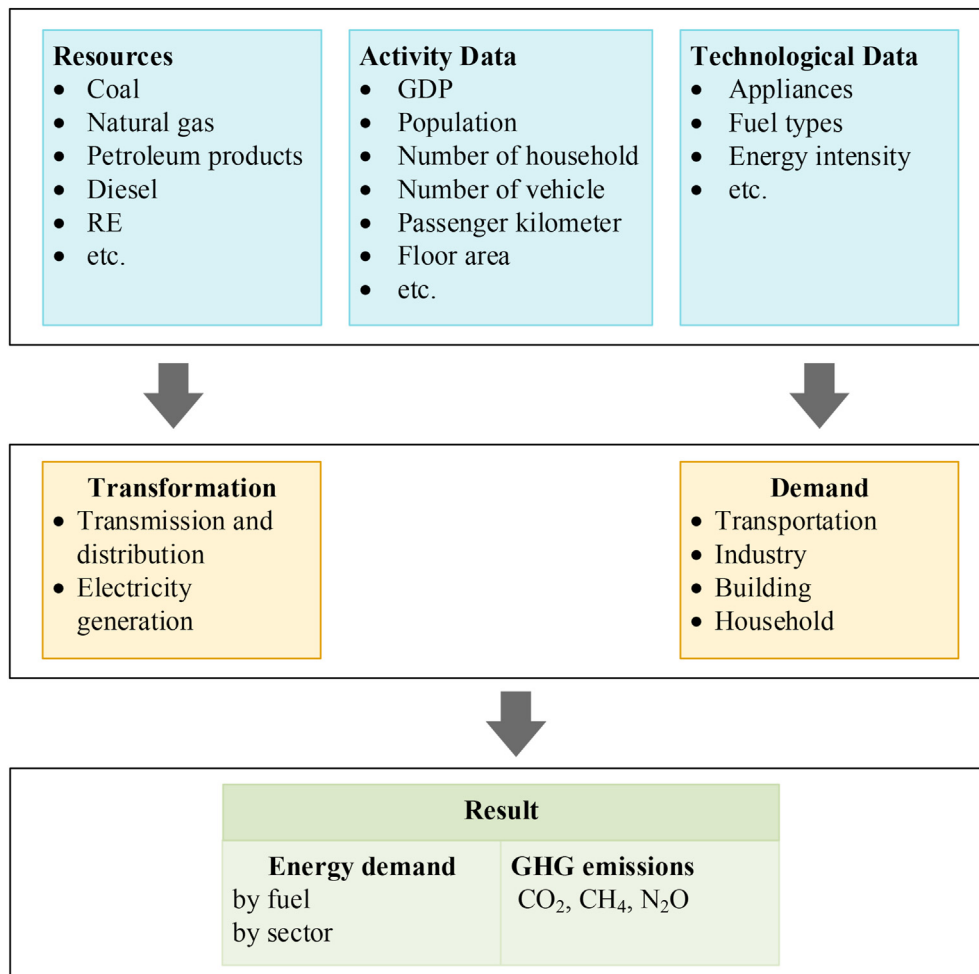 Resources
• Coal
• Natural gas
• Petroleum products
• Diesel
• RE
• etc.
Activity Data
• GDP
• Population
• Number of household
• Number of vehicle
• Passenger kilometer
• Floor area
• etc.
Technological Data
• Appliances
• Fuel types
• Energy intensity
• etc.
Transformation
• Transmission and
distribution
• Electricity
generation
Demand
• Transportation
• Industry
• Building
• Household
Result
Energy demand
by fuel
by sector
GHG emissions
CO₂, CH₄, N₂O